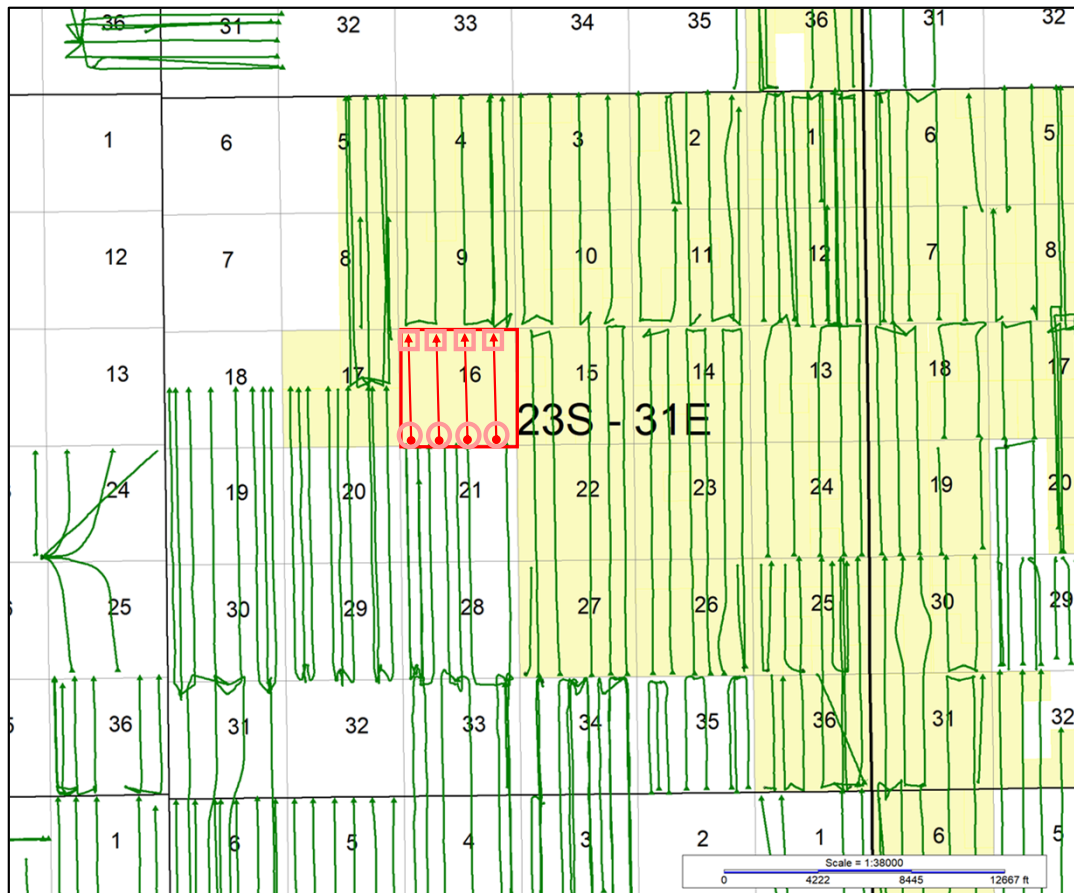 36 31 32 33 34 35 36 31 32
1 6 5 4 3 2 1 6 5
12 7 8 9 10 11 12 7 8
13 18 17 16 15 14 13 18 17
23S - 31E
24 19 20 21 22 23 24 19 20
25 30 29 28 27 26 25 30 29
36 31 32 33 34 35 36 31 32
1 6 5 4 3 2 1 6 5
Scale = 1:38000
0 4222 8445 12667 ft